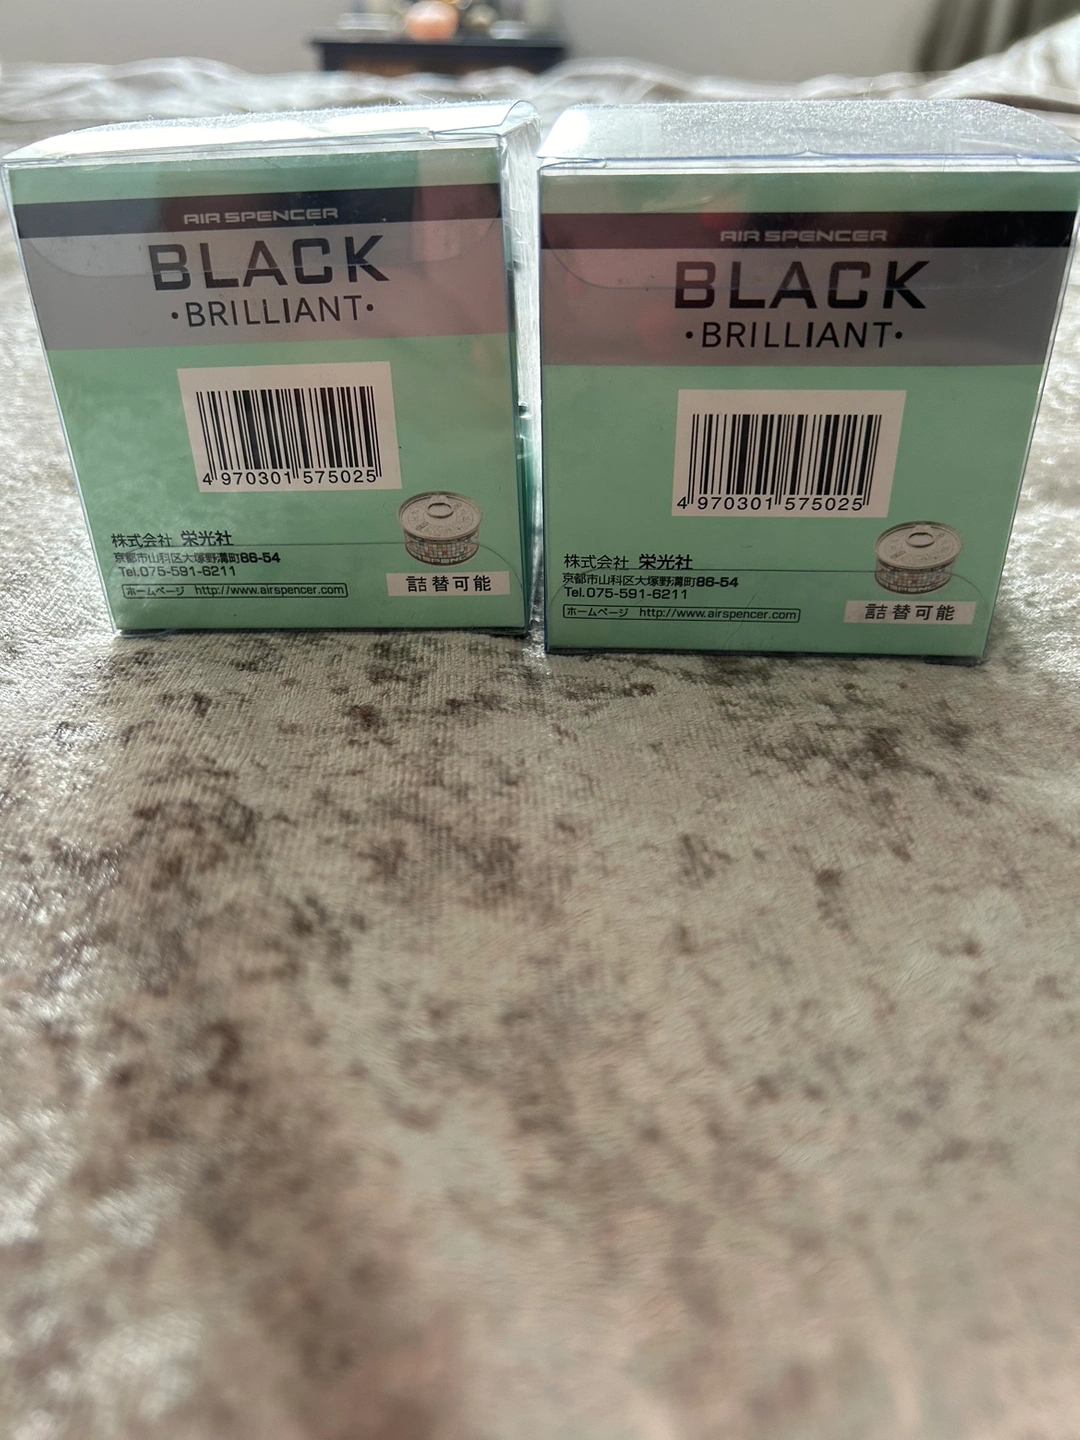 AIR SPENCER
BLACK
•BRILLIANT•
4 970301 575025
株式会社 栄光社
京都市山科区大塚野溝町86-54
Tel.075-591-6211
ホームページ http://www.airspencer.com
詰替可能
AIR SPENCER
BLACK
•BRILLIANT•
4 970301 575025
株式会社 栄光社
京都市山科区大塚野溝町86-54
Tel.075-591-6211
ホームページ http://www.airspencer.com
詰替可能